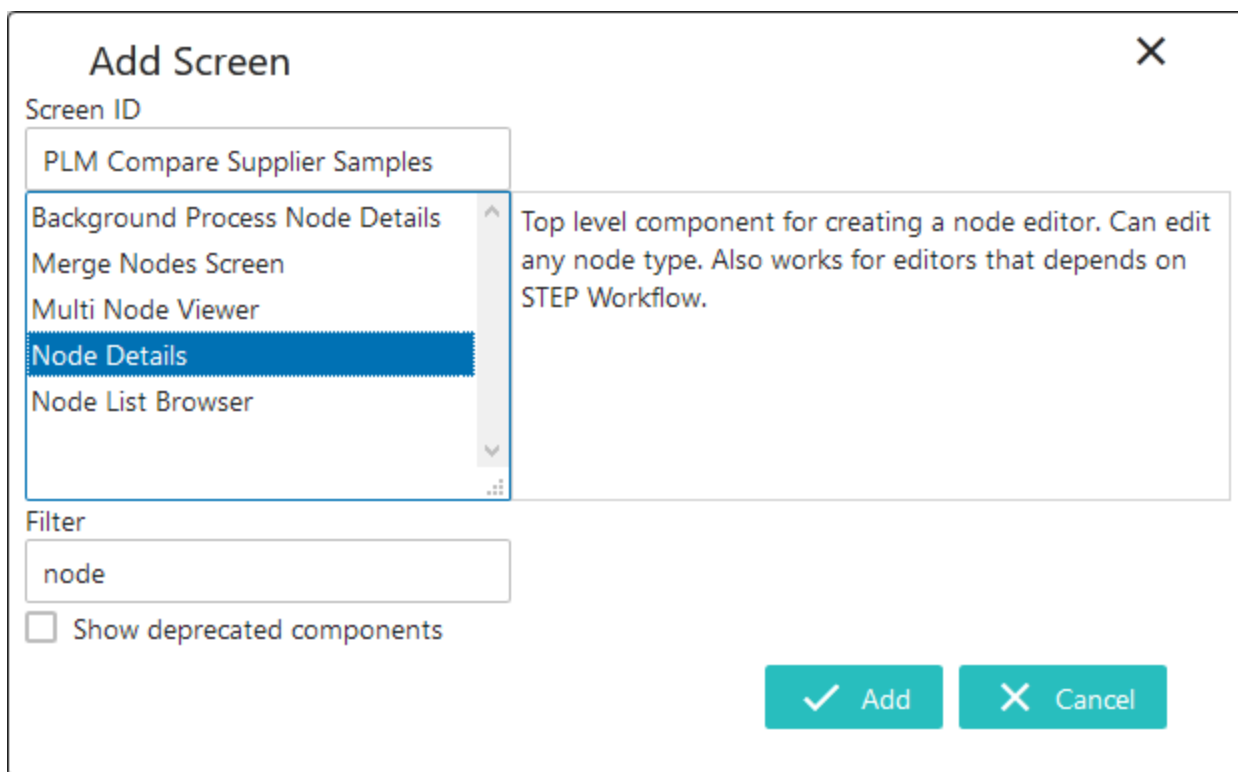 Add Screen
Screen ID
PLM Compare Supplier Samples
Background Process Node Details
Merge Nodes Screen
Multi Node Viewer
Node Details
Node List Browser
Top level component for creating a node editor. Can edit
any node type. Also works for editors that depends on
STEP Workflow.
Filter
node
Show deprecated components
Add
Cancel